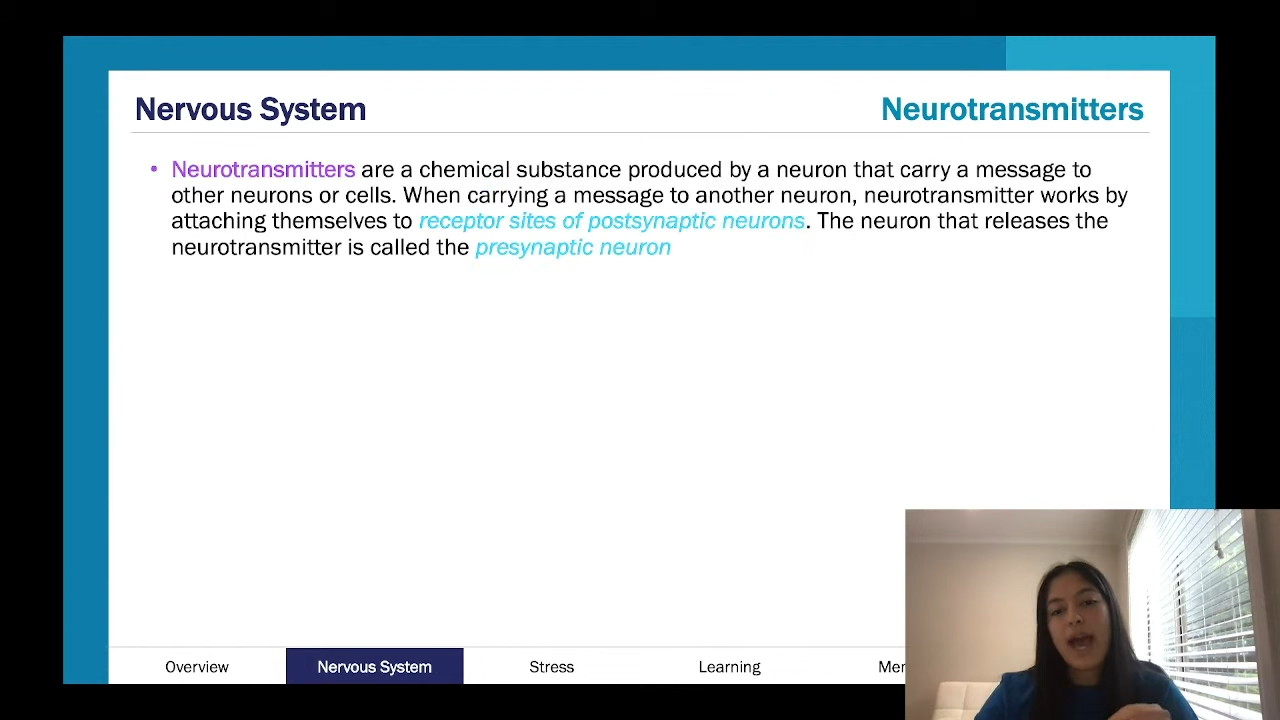 Nervous System
Neurotransmitters
• Neurotransmitters are a chemical substance produced by a neuron that carry a message to
other neurons or cells. When carrying a message to another neuron, neurotransmitter works by
attaching themselves to receptor sites of postsynaptic neurons. The neuron that releases the
neurotransmitter is called the presynaptic neuron
Overview
Nervous System
Stress
Learning